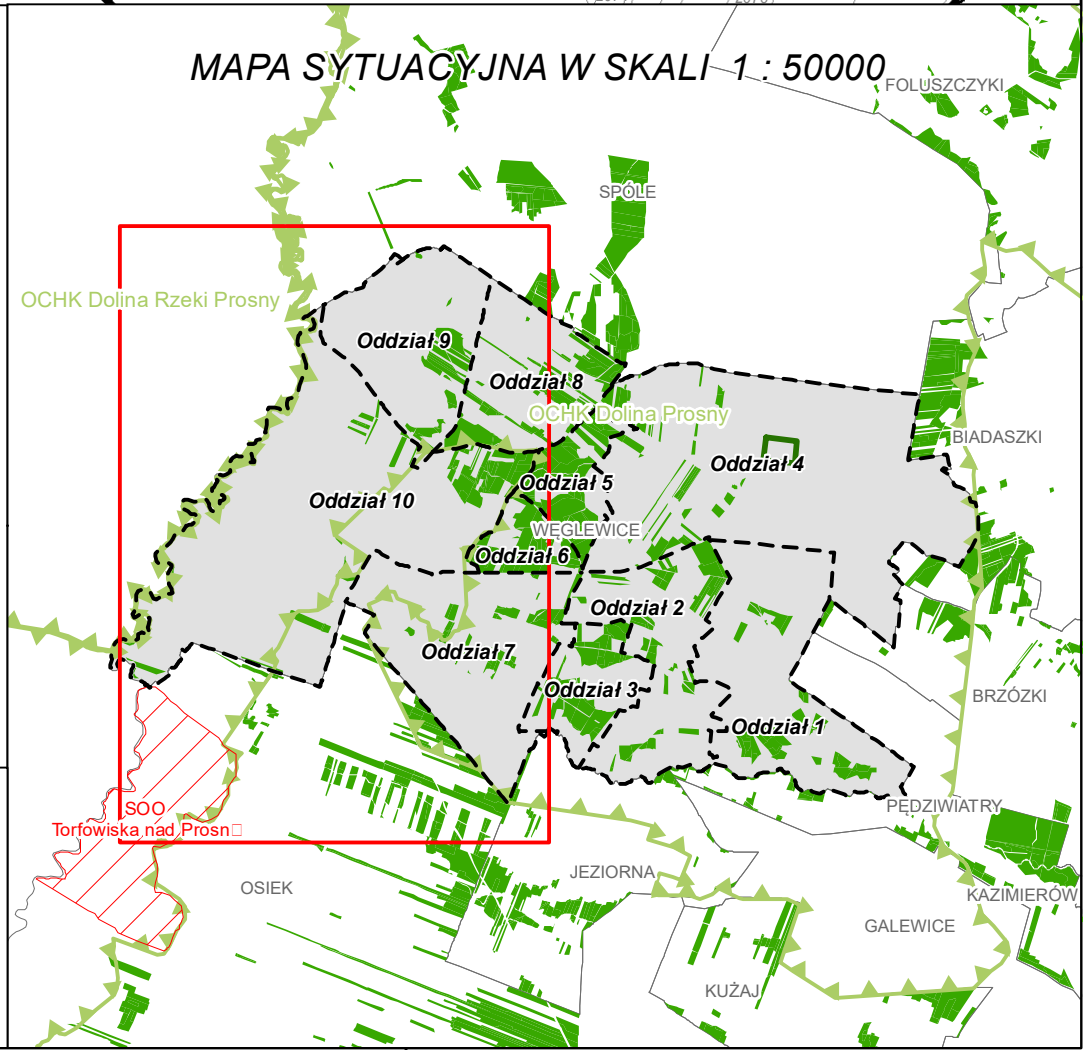 MAPA SYTUACYJNA W SKALI 1 : 50000
FOLUSZCZYKI
SPÓLE
OCHK Dolina Rzeki Prosny
Oddział 9
Oddział 8
OCHK Dolina Prosny
BIADASZKI
Oddział 4
Oddział 5
Oddział 10
WĘGLEWICE
Oddział 6
Oddział 2
Oddział 7
Oddział 3
BRZÓZKI
Oddział 1
PĘDZIWIATRY
SOO
Torfowiska nad Prosn
JEZIORNA
OSIEK
KAZIMIERÓW
GALEWICE
KUŻAJ